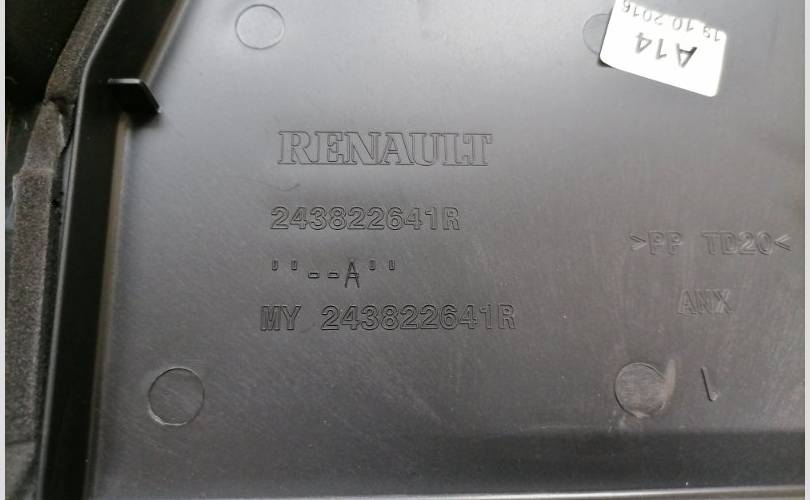 A14
19.10.2016
RENAULT
243822641R
''--A''
MY 243822641R
>PP TD20<
ANX